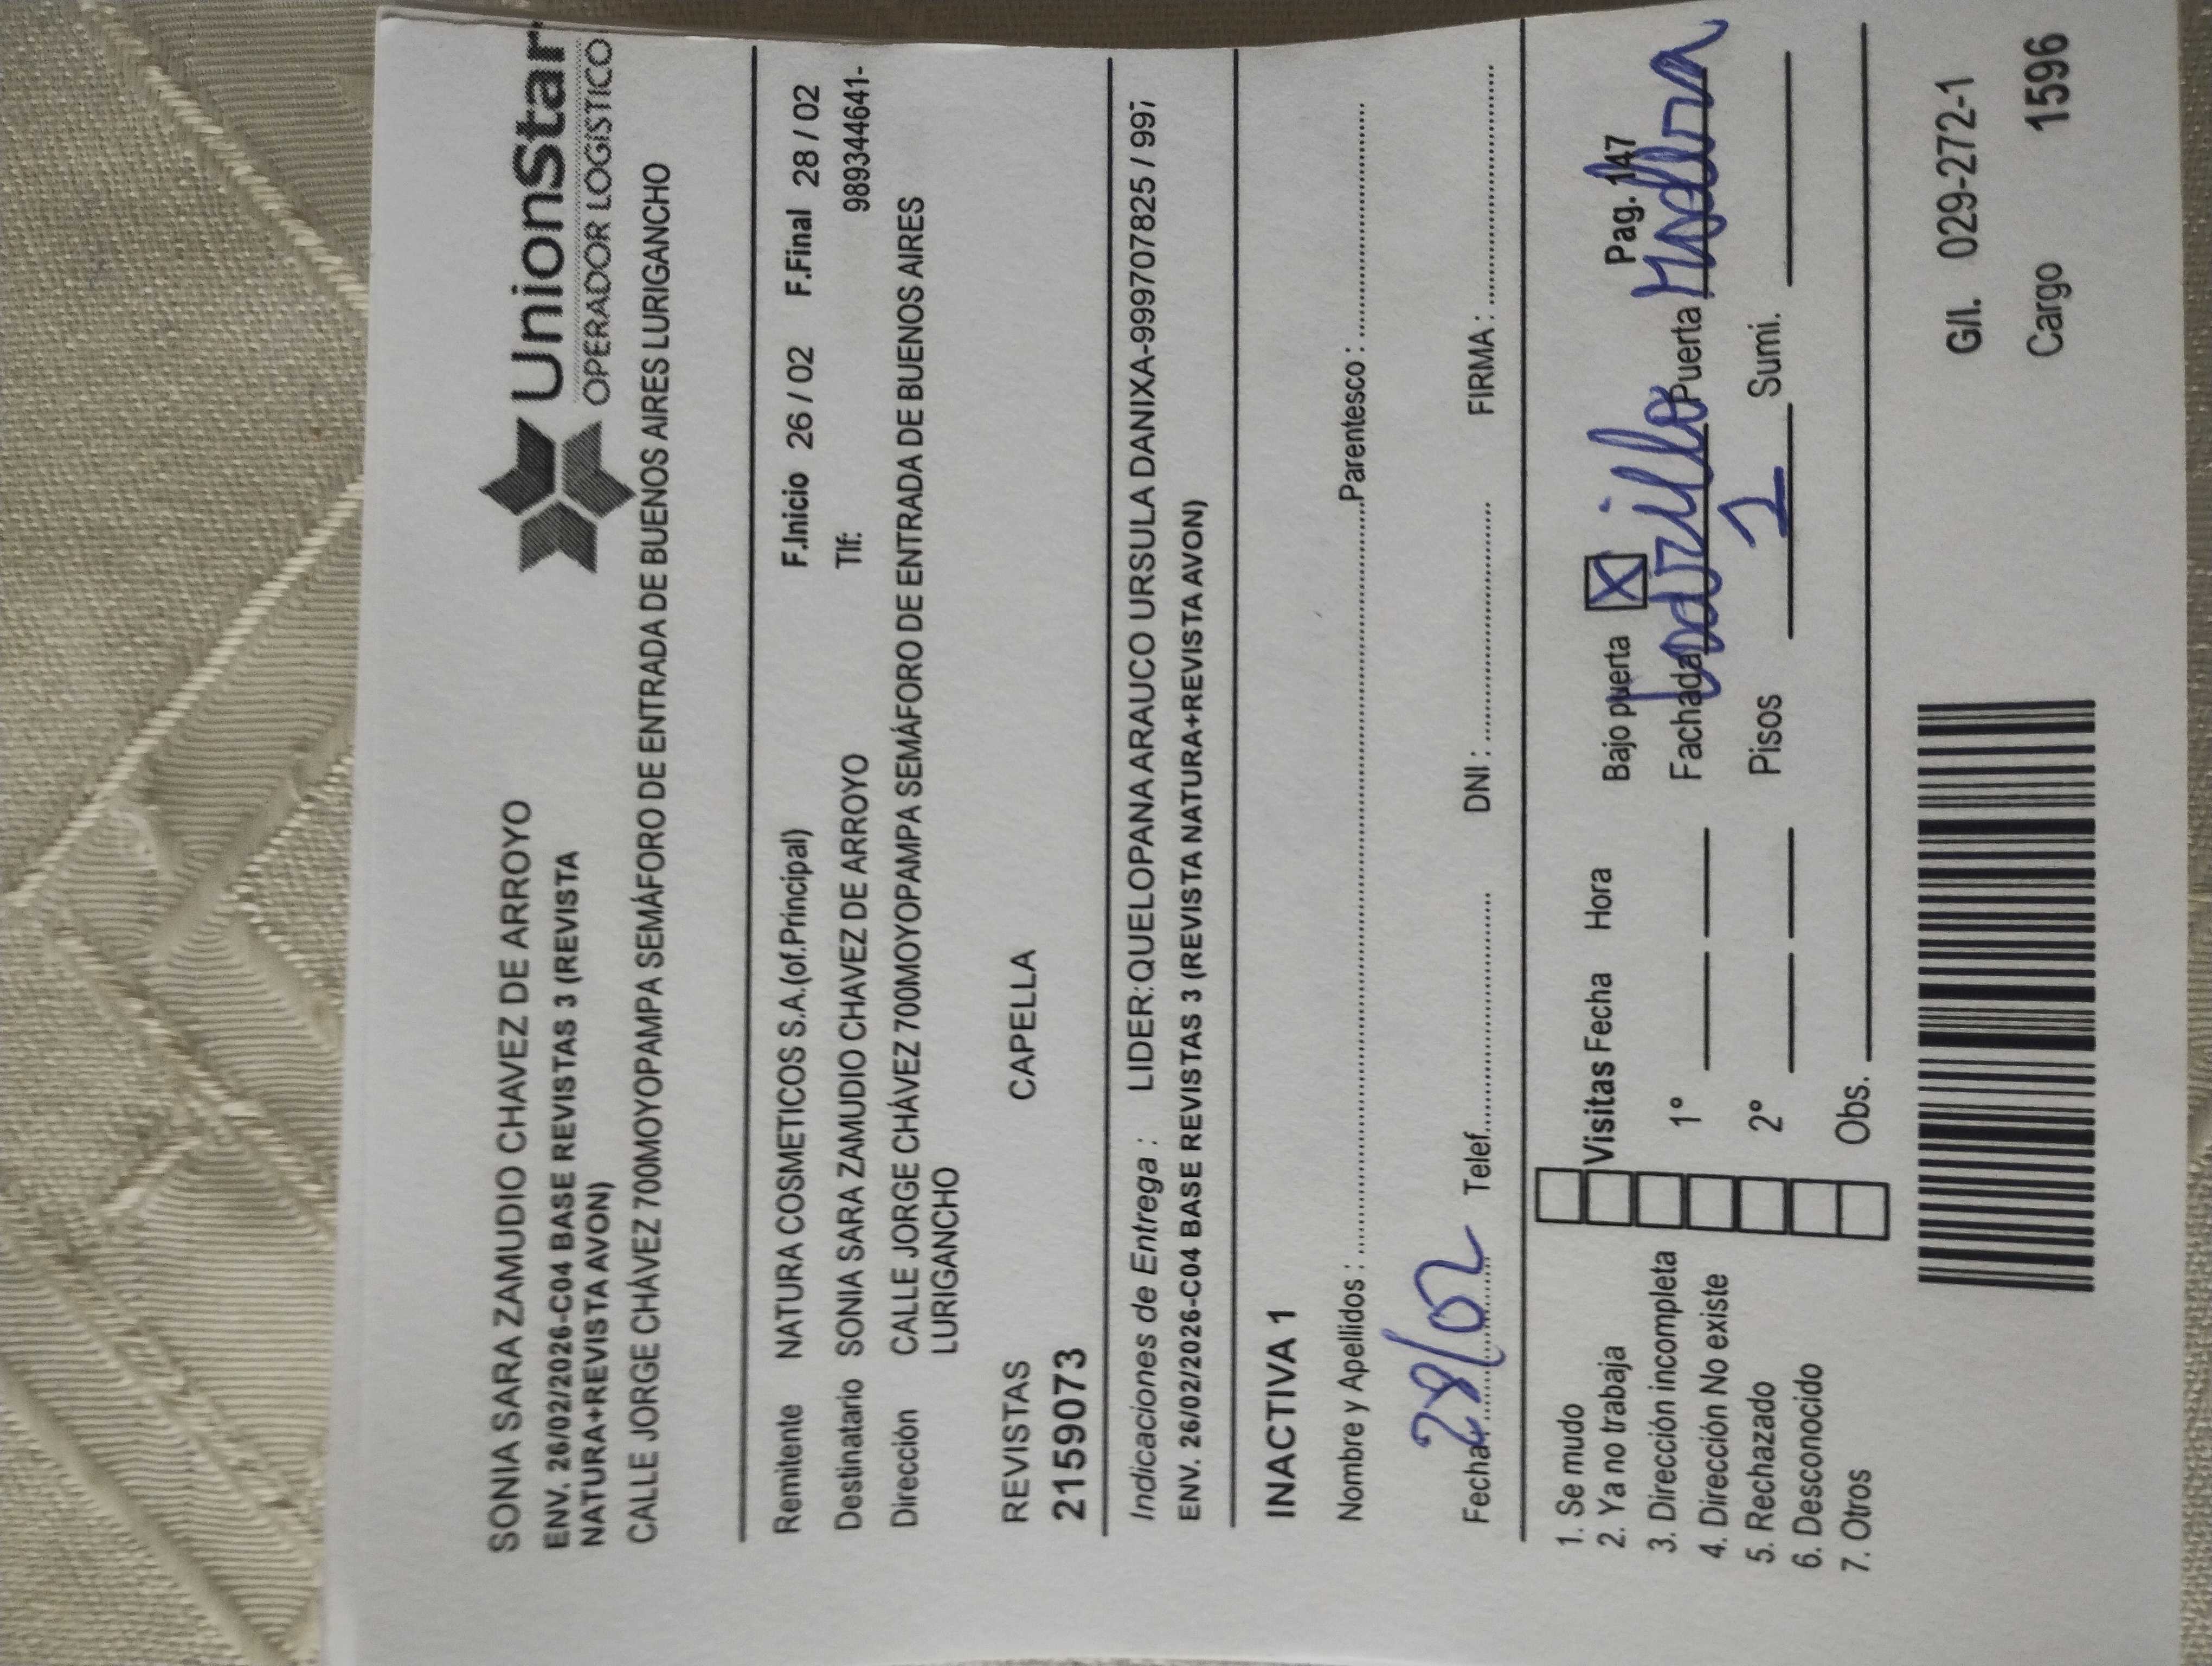 SONIA SARA ZAMUDIO CHAVEZ DE ARROYO
UnionStar
OPERADOR LOGÍSTICO
ENV. 26/02/2026-C04 BASE REVISTAS 3 (REVISTA
NATURA+REVISTA AVON)
CALLE JORGE CHÁVEZ 700MOYOPAMPA SEMÁFORO DE ENTRADA DE BUENOS AIRES LURIGANCHO
Remitente NATURA COSMETICOS S.A.(of.Principal) F.Inicio 26 / 02 F.Final 28 / 02
Destinatario SONIA SARA ZAMUDIO CHAVEZ DE ARROYO Tlf: 989344641-
Dirección CALLE JORGE CHÁVEZ 700MOYOPAMPA SEMÁFORO DE ENTRADA DE BUENOS AIRES
LURIGANCHO
REVISTAS CAPELLA
2159073
Indicaciones de Entrega : LIDER:QUELOPANA ARAUCO URSULA DANIXA-999707825 / 997
ENV. 26/02/2026-C04 BASE REVISTAS 3 (REVISTA NATURA+REVISTA AVON)
INACTIVA 1
Nombre y Apellidos : Parentesco :
Fecha: 28/02 Telef. DNI : FIRMA :
1. Se mudo
2. Ya no trabaja Visitas Fecha Hora Bajo puerta X Pag. 147
3. Dirección incompleta 1º Fachada Ladrillo Puerta Madera
4. Dirección No existe
5. Rechazado 2º Pisos 1 Sumi.
6. Desconocido
7. Otros Obs.
G/I. 029-272-1
Cargo 1596